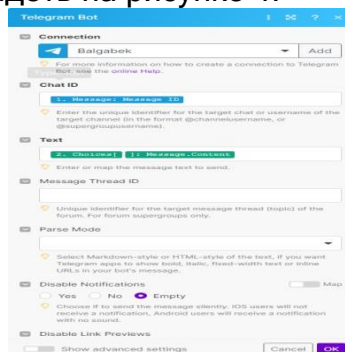 Telegram Bot
Connection
Balgabek
Add
For more information on how to create a connection to Telegram
Bot, see the online Help.
Chat ID
1. Message: Message ID
Enter the unique identifier for the target chat or username of the
target channel (in the format @channelusername, or
@supergroupusername).
Text
2. Choices[ ]: Message.Content
Enter or map the message text to send.
Message Thread ID
Unique identifier for the target message thread (topic) of the
forum. For forum supergroups only.
Parse Mode
Select Markdown-style or HTML-style of the text, if you want
Telegram apps to show bold, italic, fixed-width text or inline
URLs in your bot's message.
Disable Notifications
Map
Yes No Empty
Choose if to send the message silently. iOS users will not
receive a notification, Android users will receive a notification
with no sound.
Disable Link Previews
Show advanced settings
Cancel OK